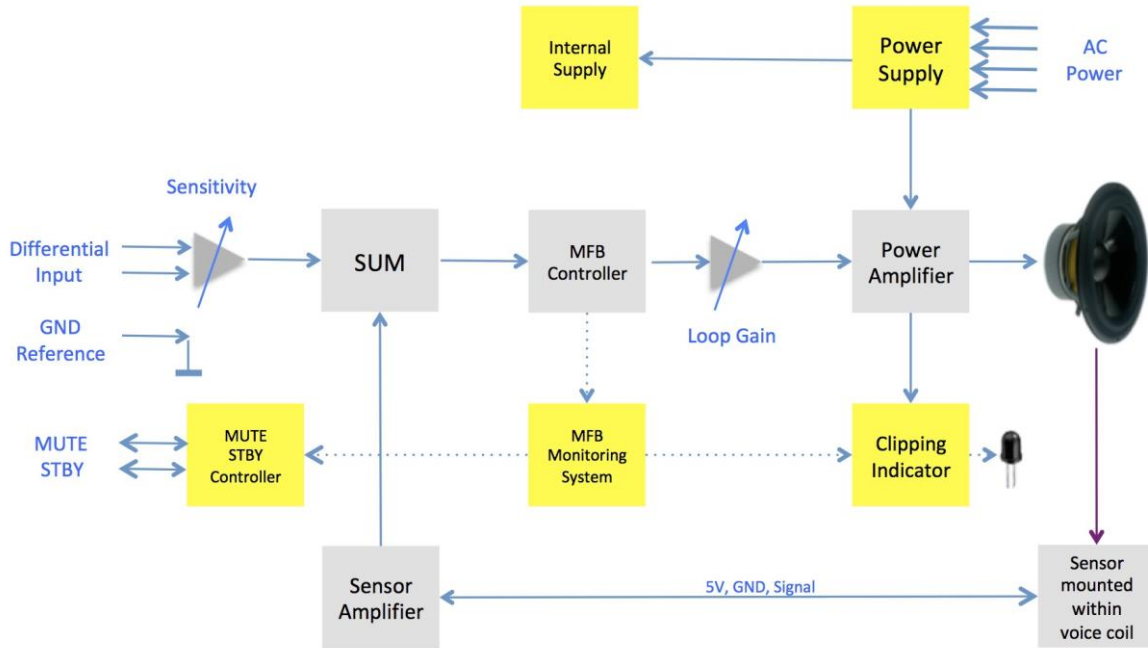 Internal
Supply
Power
Supply
AC
Power
Sensitivity
Differential
Input
SUM
MFB
Controller
Loop Gain
Power
Amplifier
GND
Reference
MUTE
STBY
MUTE
STBY
Controller
MFB
Monitoring
System
Clipping
Indicator
Sensor
Amplifier
5V, GND, Signal
Sensor
mounted
within
voice coil